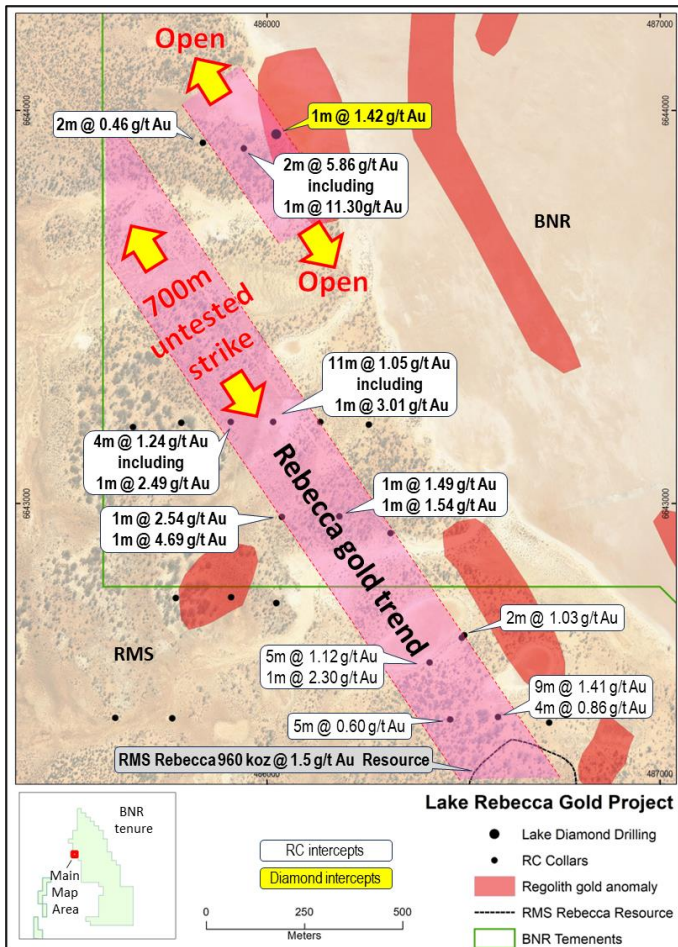 486000
487000
Open
6644000
6644000
2m @ 0.46 g/t Au
1m @ 1.42 g/t Au
2m @ 5.86 g/t Au
including
1m @ 11.30g/t Au
BNR
Open
700m
untested
strike
11m @ 1.05 g/t Au
including
1m @ 3.01 g/t Au
4m @ 1.24 g/t Au
including
1m @ 2.49 g/t Au
Rebecca gold trend
1m @ 1.49 g/t Au
1m @ 1.54 g/t Au
6643000
6643000
1m @ 2.54 g/t Au
1m @ 4.69 g/t Au
2m @ 1.03 g/t Au
RMS
5m @ 1.12 g/t Au
1m @ 2.30 g/t Au
9m @ 1.41 g/t Au
4m @ 0.86 g/t Au
5m @ 0.60 g/t Au
RMS Rebecca 960 koz @ 1.5 g/t Au Resource
486000
487000
BNR
tenure
Main
Map
Area
RC intercepts
Diamond intercepts
0 250 500
Meters
Lake Rebecca Gold Project
Lake Diamond Drilling
RC Collars
Regolith gold anomaly
RMS Rebecca Resource
BNR Tenements